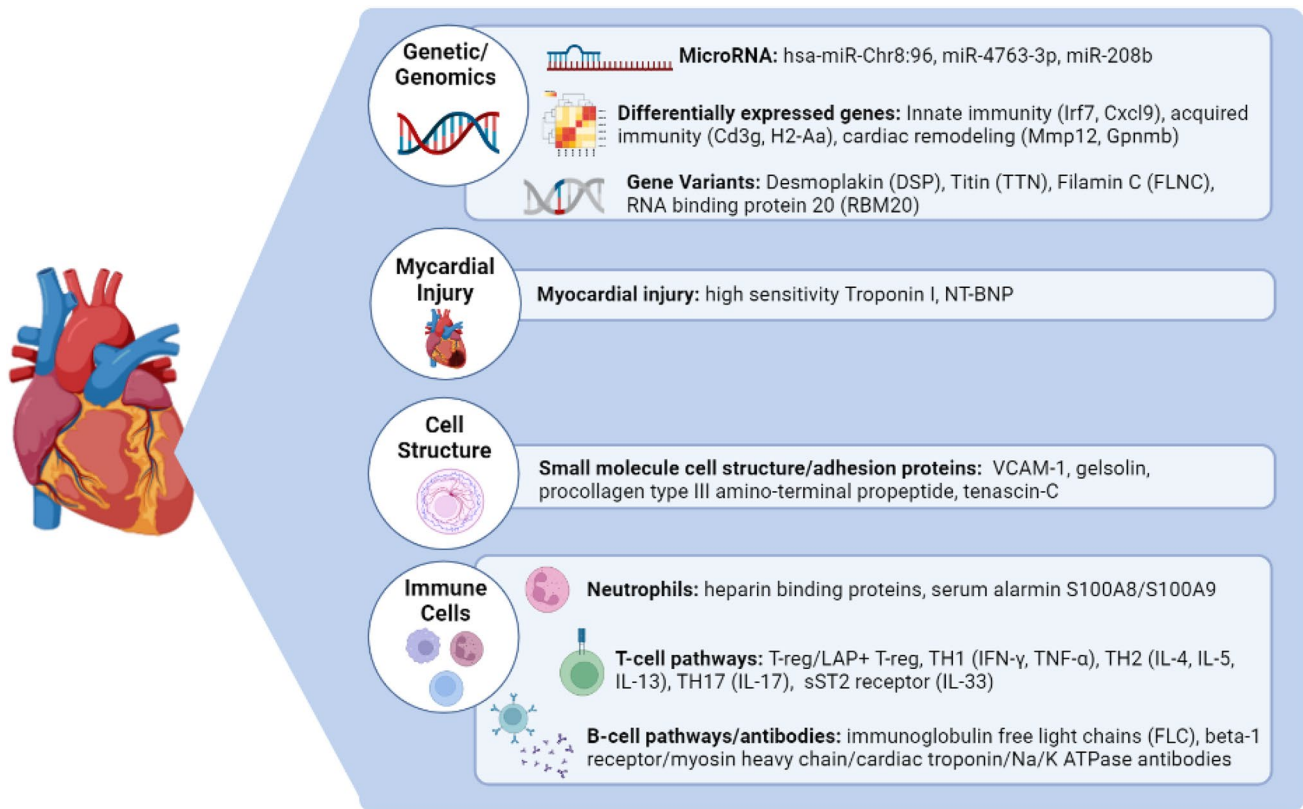 Genetic/
Genomics
MicroRNA: hsa-miR-Chr8:96, miR-4763-3p, miR-208b
Differentially expressed genes: Innate immunity (Irf7, Cxcl9), acquired
immunity (Cd3g, H2-Aa), cardiac remodeling (Mmp12, Gpnmb)
Gene Variants: Desmoplakin (DSP), Titin (TTN), Filamin C (FLNC),
RNA binding protein 20 (RBM20)
Mycardial
Injury
Myocardial injury: high sensitivity Troponin I, NT-BNP
Cell
Structure
Small molecule cell structure/adhesion proteins: VCAM-1, gelsolin,
procollagen type III amino-terminal propeptide, tenascin-C
Immune
Cells
Neutrophils: heparin binding proteins, serum alarmin S100A8/S100A9
T-cell pathways: T-reg/LAP+ T-reg, TH1 (IFN-γ, TNF-α), TH2 (IL-4, IL-5,
IL-13), TH17 (IL-17), sST2 receptor (IL-33)
B-cell pathways/antibodies: immunoglobulin free light chains (FLC), beta-1
receptor/myosin heavy chain/cardiac troponin/Na/K ATPase antibodies